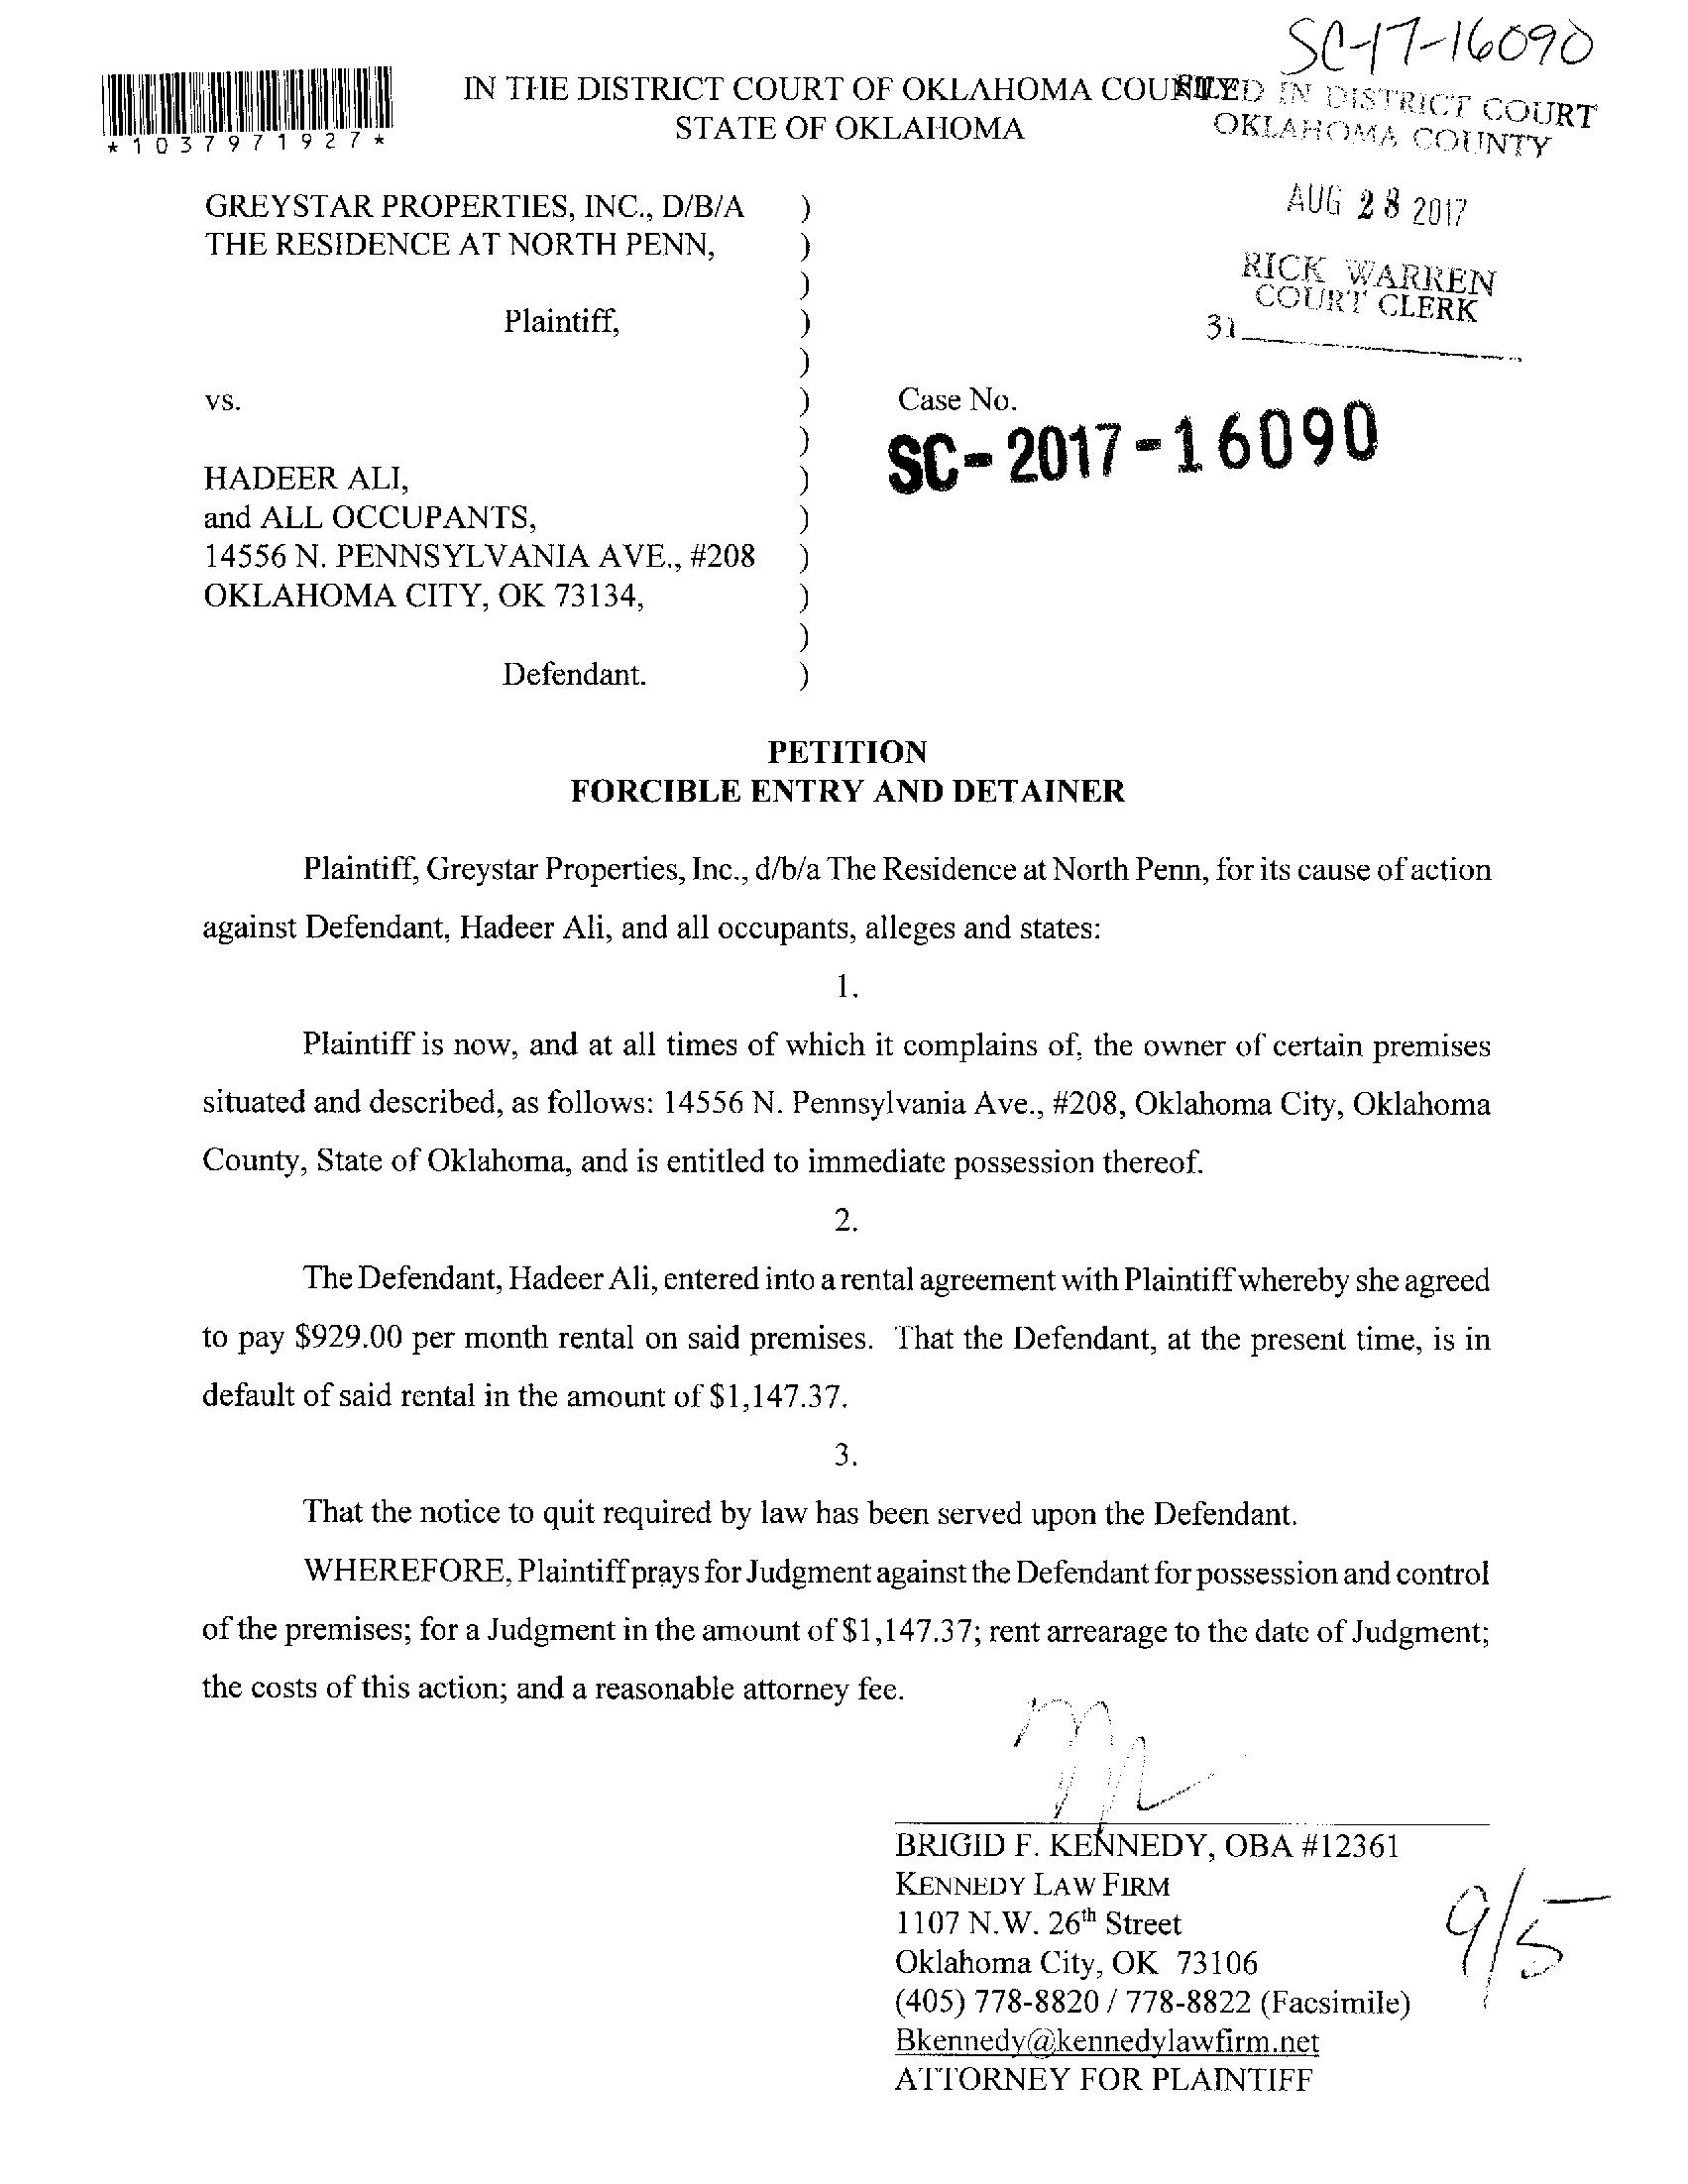 SC-17-16090
*1037971927*
IN THE DISTRICT COURT OF OKLAHOMA COUNTY
STATE OF OKLAHOMA
FILED IN DISTRICT COURT
OKLAHOMA COUNTY
AUG 28 2017
RICK WARREN
COURT CLERK
31
GREYSTAR PROPERTIES, INC., D/B/A )
THE RESIDENCE AT NORTH PENN, )
)
Plaintiff, )
)
vs. ) Case No.
) SC-2017-16090
HADEER ALI, )
and ALL OCCUPANTS, )
14556 N. PENNSYLVANIA AVE., #208 )
OKLAHOMA CITY, OK 73134, )
)
Defendant. )
PETITION
FORCIBLE ENTRY AND DETAINER
Plaintiff, Greystar Properties, Inc., d/b/a The Residence at North Penn, for its cause of action
against Defendant, Hadeer Ali, and all occupants, alleges and states:
1.
Plaintiff is now, and at all times of which it complains of, the owner of certain premises
situated and described, as follows: 14556 N. Pennsylvania Ave., #208, Oklahoma City, Oklahoma
County, State of Oklahoma, and is entitled to immediate possession thereof.
2.
The Defendant, Hadeer Ali, entered into a rental agreement with Plaintiff whereby she agreed
to pay $929.00 per month rental on said premises. That the Defendant, at the present time, is in
default of said rental in the amount of $1,147.37.
3.
That the notice to quit required by law has been served upon the Defendant.
WHEREFORE, Plaintiff prays for Judgment against the Defendant for possession and control
of the premises; for a Judgment in the amount of $1,147.37; rent arrearage to the date of Judgment;
the costs of this action; and a reasonable attorney fee.
BRIGID F. KENNEDY, OBA #12361
KENNEDY LAW FIRM
1107 N.W. 26th Street
Oklahoma City, OK 73106
(405) 778-8820 / 778-8822 (Facsimile)
Bkennedy@kennedylawfirm.net
ATTORNEY FOR PLAINTIFF
9/5